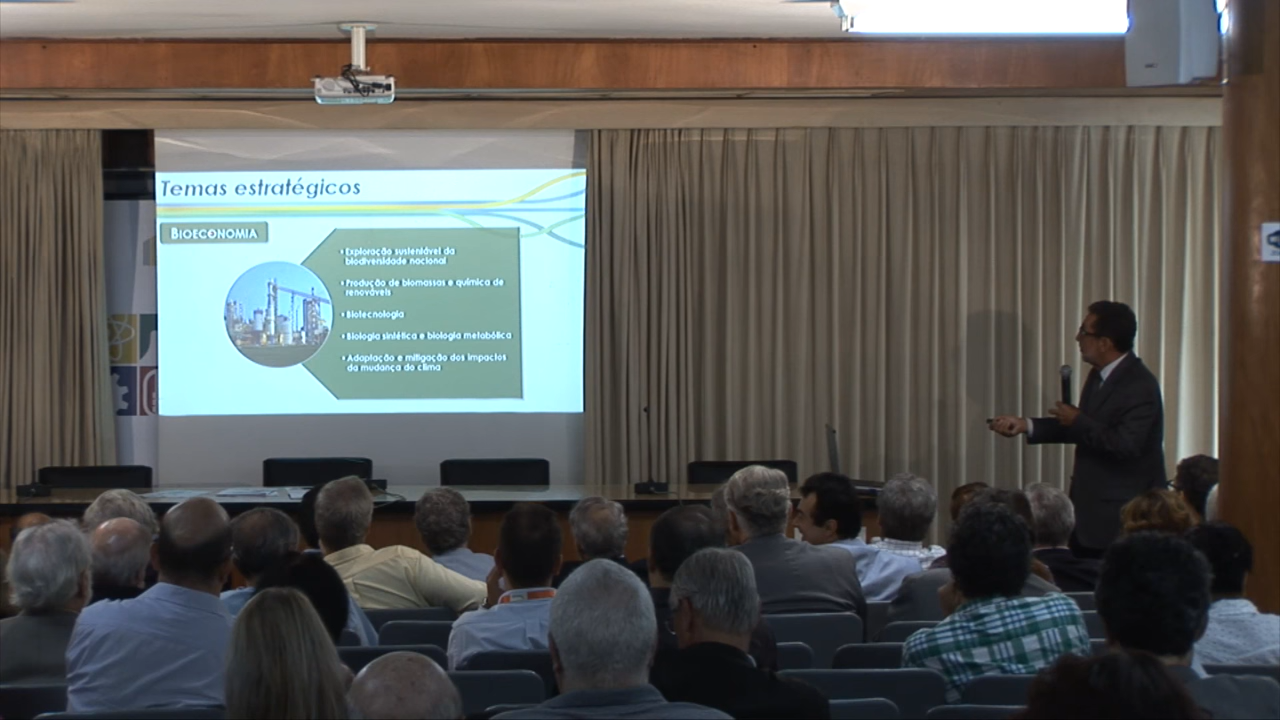 Temas estratégicos
BIOECONOMIA
• Exploração sustentável da
biodiversidade nacional
• Produção de biomassas e química de
renováveis
• Biotecnologia
• Biologia sintética e biologia metabólica
• Adaptação e mitigação dos impactos
da mudança do clima